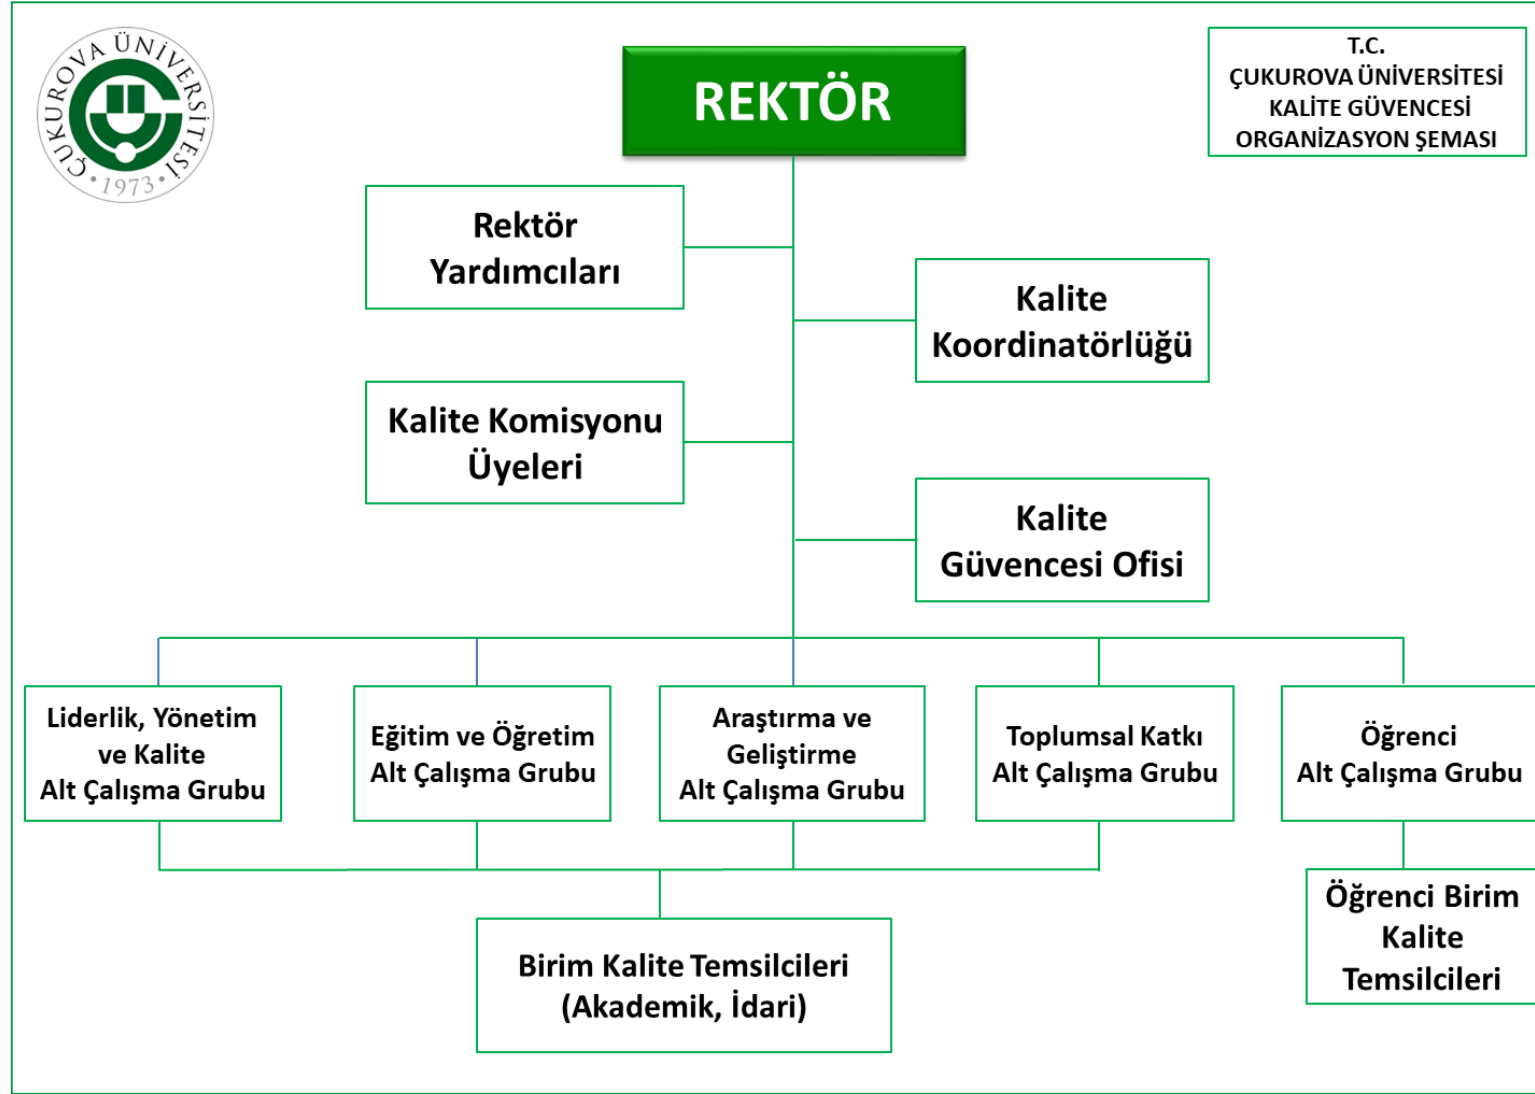 ÇUKUROVA ÜNİVERSİTESİ
• 1973 •
REKTÖR
T.C.
ÇUKUROVA ÜNİVERSİTESİ
KALİTE GÜVENCESİ
ORGANİZASYON ŞEMASI
Rektör
Yardımcıları
Kalite
Koordinatörlüğü
Kalite Komisyonu
Üyeleri
Kalite
Güvencesi Ofisi
Liderlik, Yönetim
ve Kalite
Alt Çalışma Grubu
Eğitim ve Öğretim
Alt Çalışma Grubu
Araştırma ve
Geliştirme
Alt Çalışma Grubu
Toplumsal Katkı
Alt Çalışma Grubu
Öğrenci
Alt Çalışma Grubu
Birim Kalite Temsilcileri
(Akademik, İdari)
Öğrenci Birim
Kalite
Temsilcileri